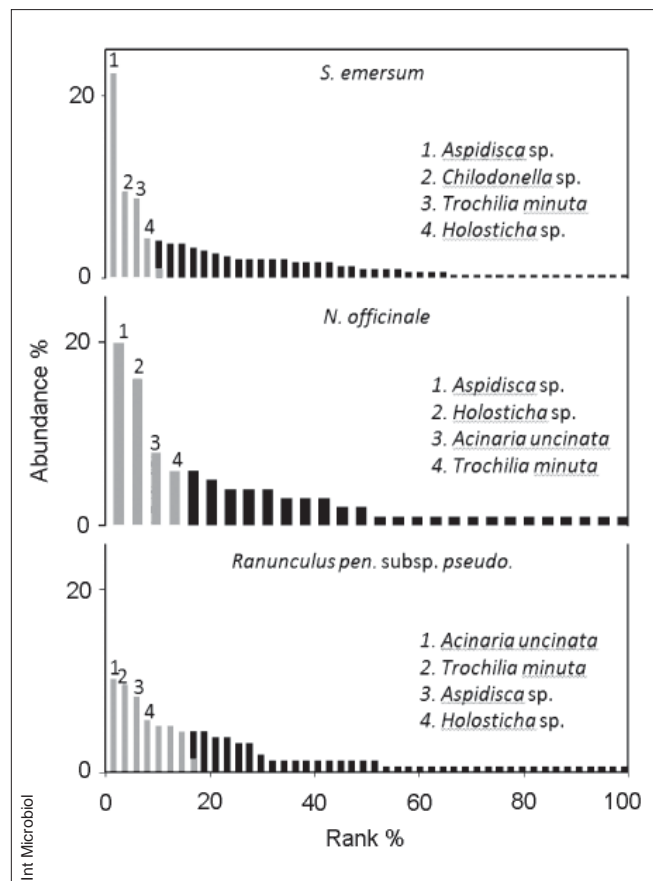 S. emersum
1
2 3
4
1. Aspidisca sp.
2. Chilodonella sp.
3. Trochilia minuta
4. Holosticha sp.
20
0
N. officinale
1
2
3
4
1. Aspidisca sp.
2. Holosticha sp.
3. Acinaria uncinata
4. Trochilia minuta
20
0
Abundance %
Ranunculus pen. subsp. pseudo.
1
2
3
4
1. Acinaria uncinata
2. Trochilia minuta
3. Aspidisca sp.
4. Holosticha sp.
20
0
0 20 40 60 80 100
Rank %
Int Microbiol